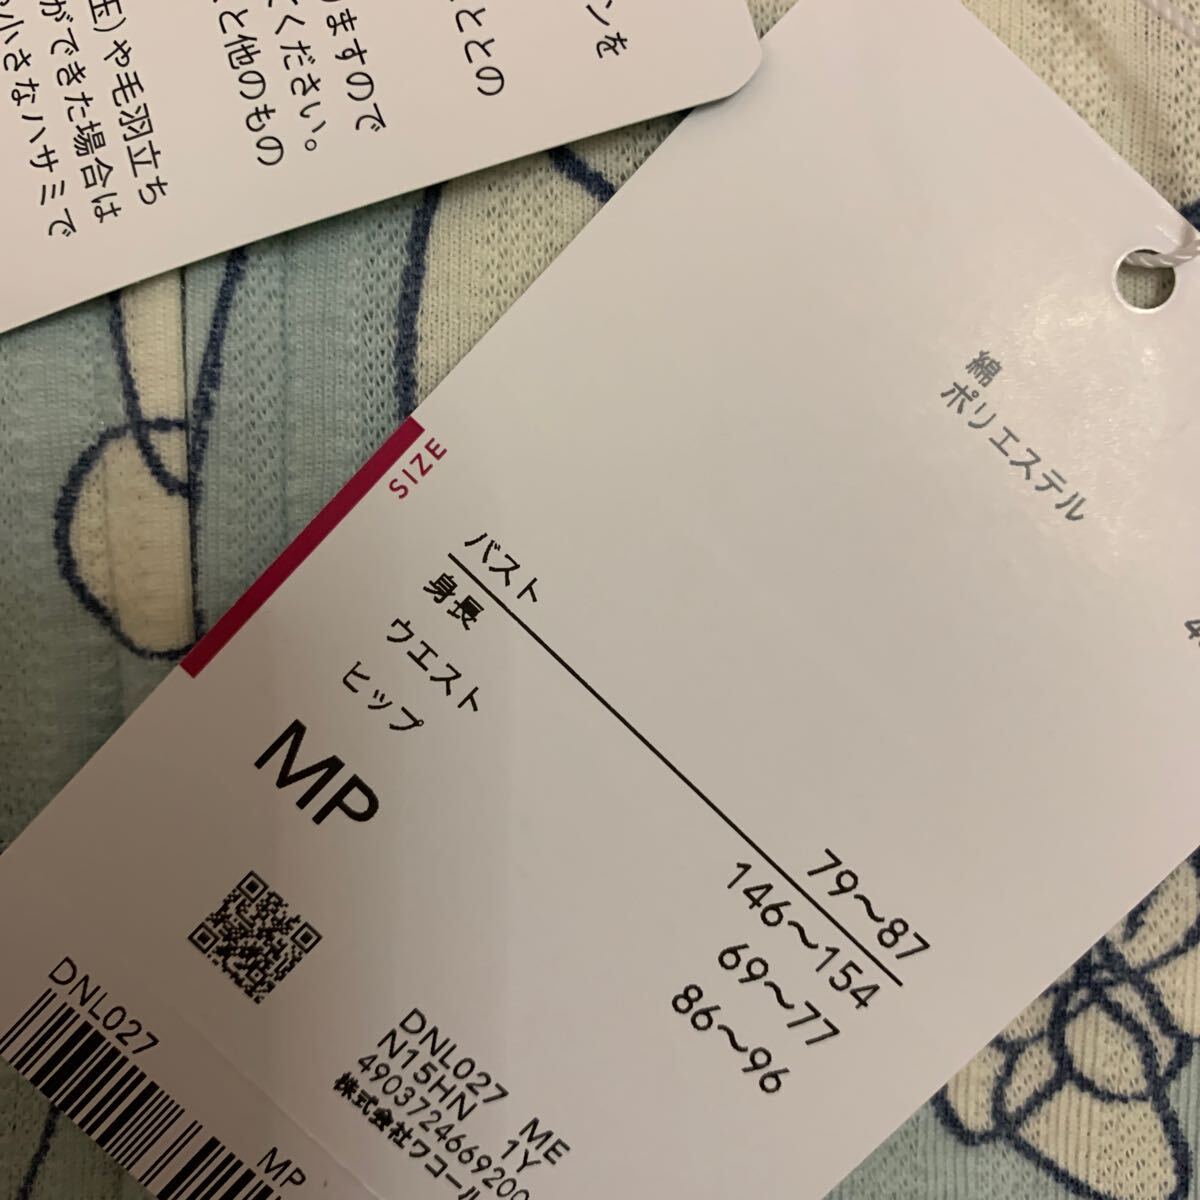 ンを
ととの
ますので
ください。
と他のもの
玉)や毛羽立ち
ができた場合は
小さなハサミで
綿
ポリエステル
SIZE
バスト 79〜87
身長 146〜154
ウエスト 69〜77
ヒップ 86〜96
MP
DNL027
MP
DNL027 ME
N15HN 1Y
4903724669200
株式会社ワコール